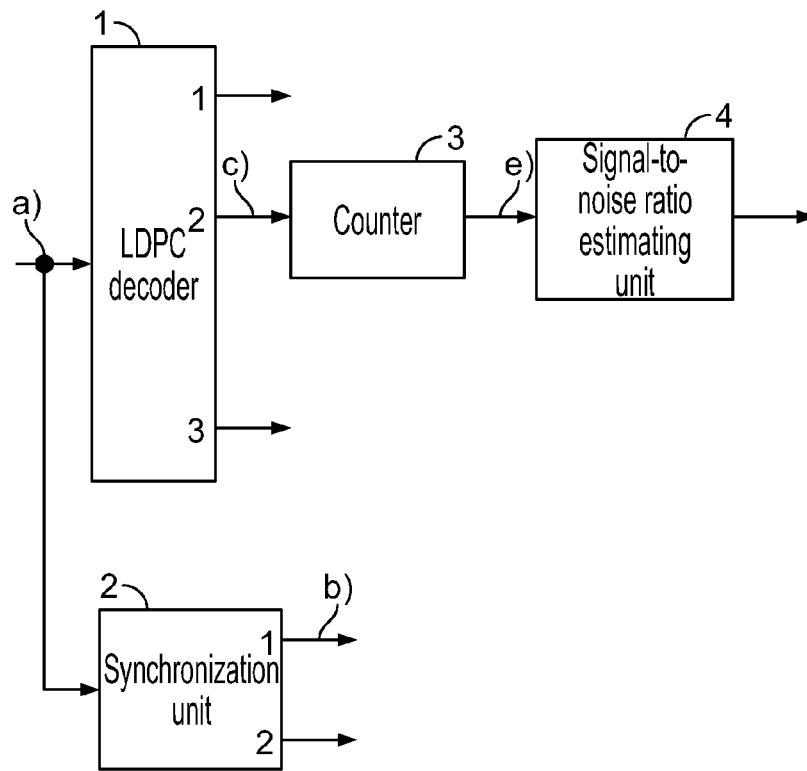 1
1
a)
LDPC
decoder
2
c)
3
Counter
e)
4
Signal-to-
noise ratio
estimating
unit
3
2
Synchronization
unit
1
b)
2